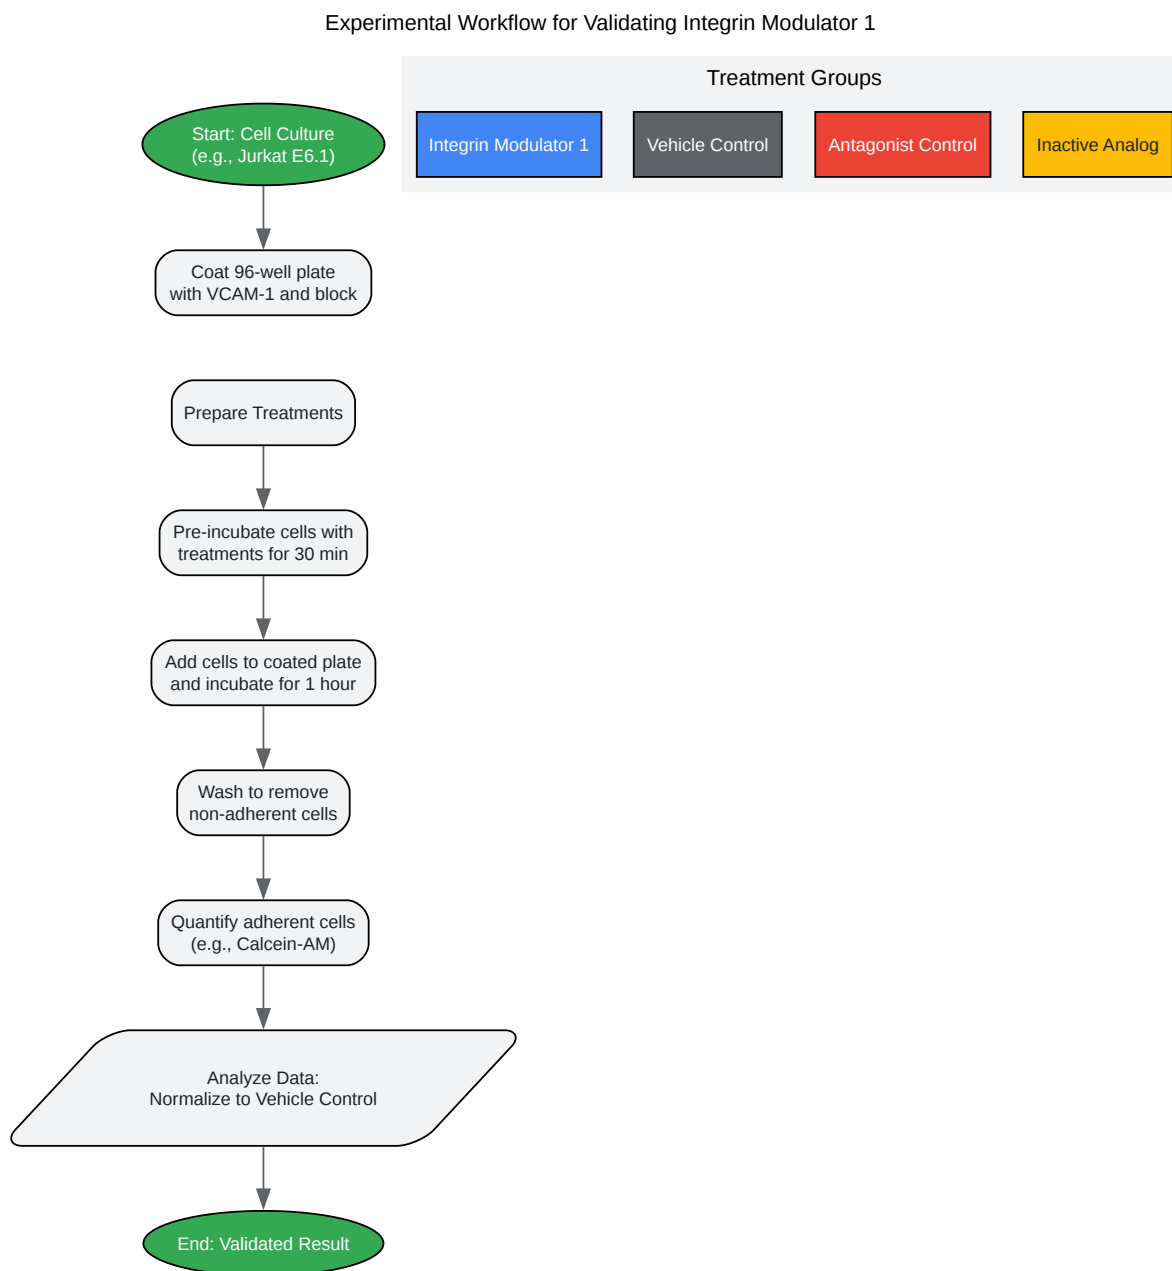 Experimental Workflow for Validating Integrin Modulator 1
Treatment Groups
Integrin Modulator 1
Vehicle Control
Antagonist Control
Inactive Analog
Start: Cell Culture
(e.g., Jurkat E6.1)
Coat 96-well plate
with VCAM-1 and block
Prepare Treatments
Pre-incubate cells with
treatments for 30 min
Add cells to coated plate
and incubate for 1 hour
Wash to remove
non-adherent cells
Quantify adherent cells
(e.g., Calcein-AM)
Analyze Data:
Normalize to Vehicle Control
End: Validated Result